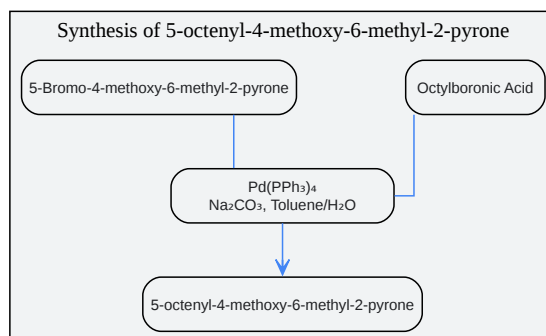 Synthesis of 5-octenyl-4-methoxy-6-methyl-2-pyrone
5-Bromo-4-methoxy-6-methyl-2-pyrone
Octylboronic Acid
Pd(PPh₃)₄
Na₂CO₃, Toluene/H₂O
5-octenyl-4-methoxy-6-methyl-2-pyrone